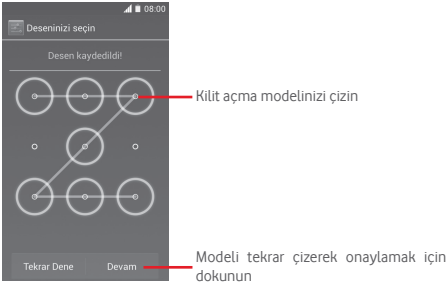 08:00
Deseninizi seçin
Desen kaydedildi!
Kilit açma modelinizi çizin
Tekrar Dene
Devam
Modeli tekrar çizerek onaylamak için
dokunun